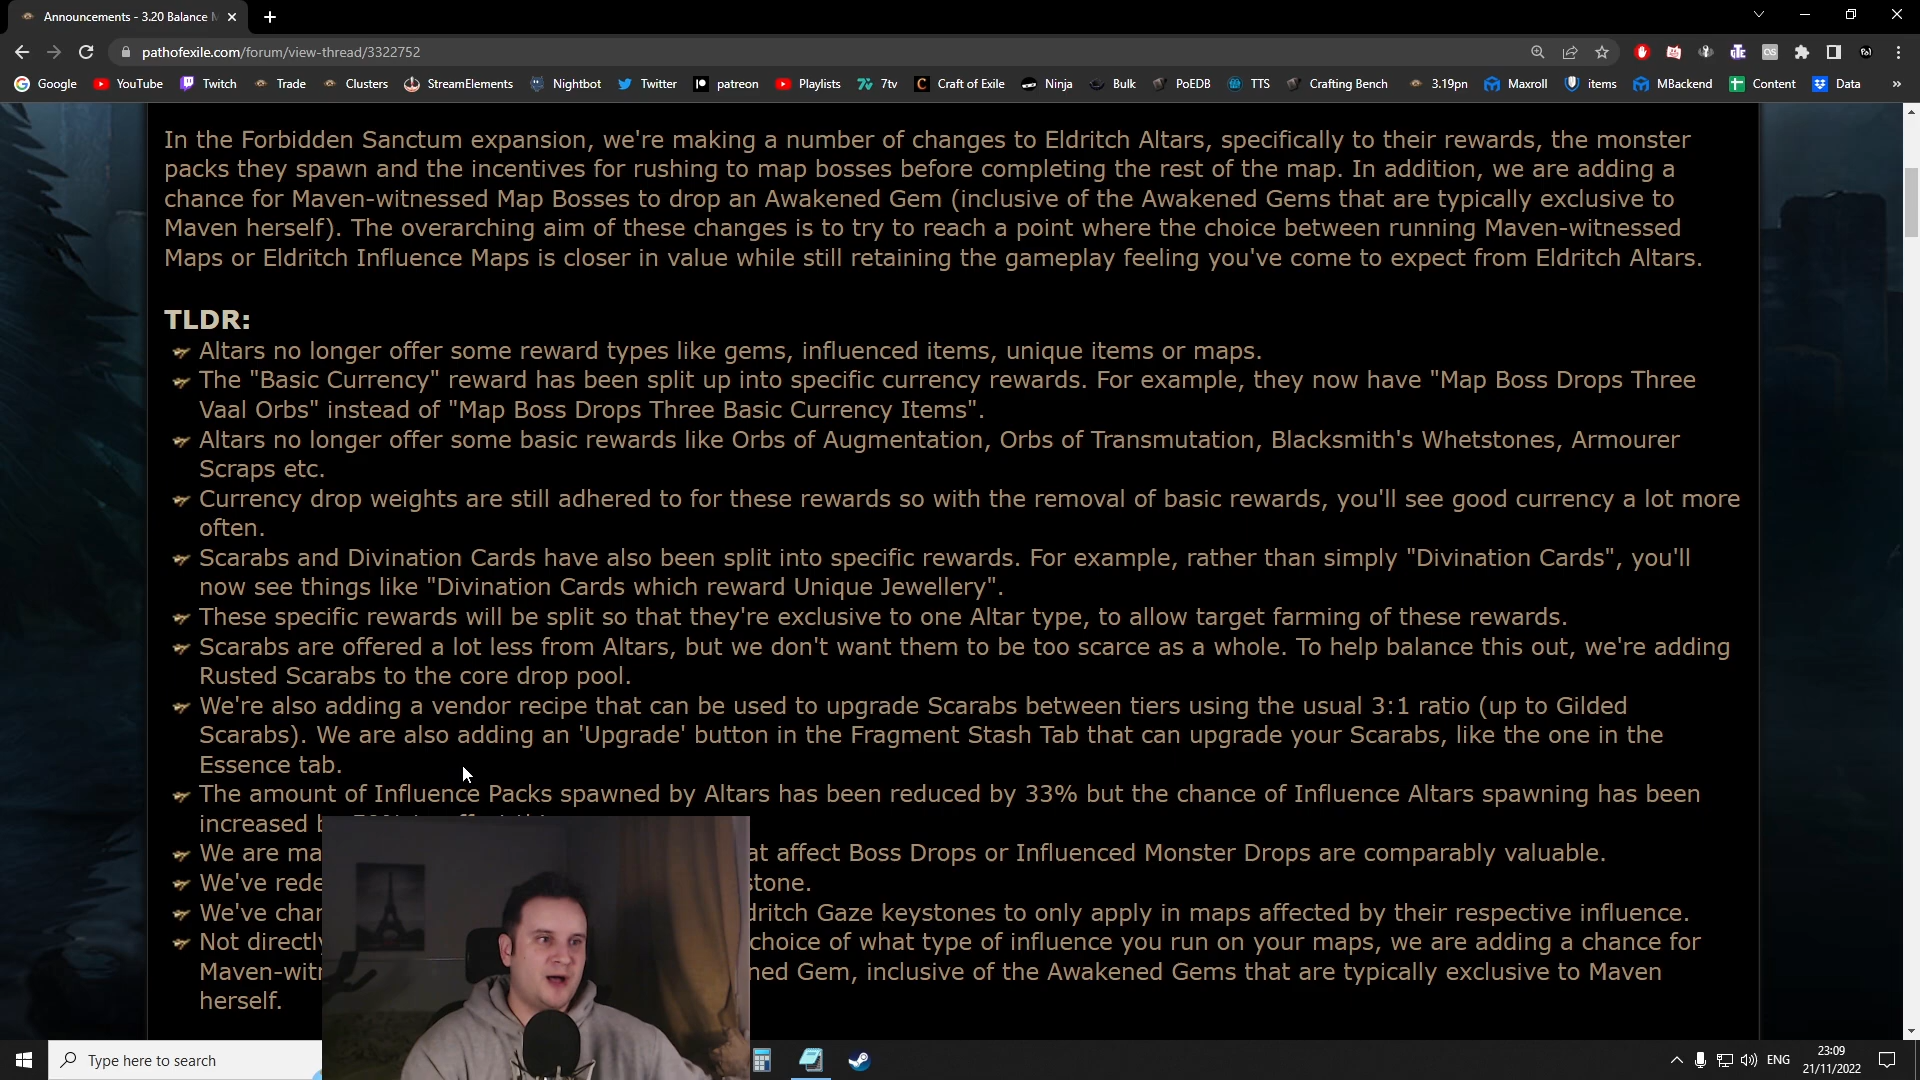 Announcements - 3.20 Balance
pathofexile.com/forum/view-thread/3322752
Google YouTube Twitch Trade Clusters StreamElements Nightbot Twitter patreon Playlists 7tv Craft of Exile Ninja Bulk PoEDB TTS Crafting Bench 3.19pn Maxroll items MBackend Content Data »
In the Forbidden Sanctum expansion, we're making a number of changes to Eldritch Altars, specifically to their rewards, the monster
packs they spawn and the incentives for rushing to map bosses before completing the rest of the map. In addition, we are adding a
chance for Maven-witnessed Map Bosses to drop an Awakened Gem (inclusive of the Awakened Gems that are typically exclusive to
Maven herself). The overarching aim of these changes is to try to reach a point where the choice between running Maven-witnessed
Maps or Eldritch Influence Maps is closer in value while still retaining the gameplay feeling you've come to expect from Eldritch Altars.
TLDR:
Altars no longer offer some reward types like gems, influenced items, unique items or maps.
The "Basic Currency" reward has been split up into specific currency rewards. For example, they now have "Map Boss Drops Three
Vaal Orbs" instead of "Map Boss Drops Three Basic Currency Items".
Altars no longer offer some basic rewards like Orbs of Augmentation, Orbs of Transmutation, Blacksmith's Whetstones, Armourer
Scraps etc.
Currency drop weights are still adhered to for these rewards so with the removal of basic rewards, you'll see good currency a lot more
often.
Scarabs and Divination Cards have also been split into specific rewards. For example, rather than simply "Divination Cards", you'll
now see things like "Divination Cards which reward Unique Jewellery".
These specific rewards will be split so that they're exclusive to one Altar type, to allow target farming of these rewards.
Scarabs are offered a lot less from Altars, but we don't want them to be too scarce as a whole. To help balance this out, we're adding
Rusted Scarabs to the core drop pool.
We're also adding a vendor recipe that can be used to upgrade Scarabs between tiers using the usual 3:1 ratio (up to Gilded
Scarabs). We are also adding an 'Upgrade' button in the Fragment Stash Tab that can upgrade your Scarabs, like the one in the
Essence tab.
The amount of Influence Packs spawned by Altars has been reduced by 33% but the chance of Influence Altars spawning has been
increased
We are affect Boss Drops or Influenced Monster Drops are comparably valuable.
We've
We've Gaze keystones to only apply in maps affected by their respective influence.
Not choice of what type of influence you run on your maps, we are adding a chance for
Gem, inclusive of the Awakened Gems that are typically exclusive to Maven
herself.
Type here to search
ENG
23:09
21/11/2022